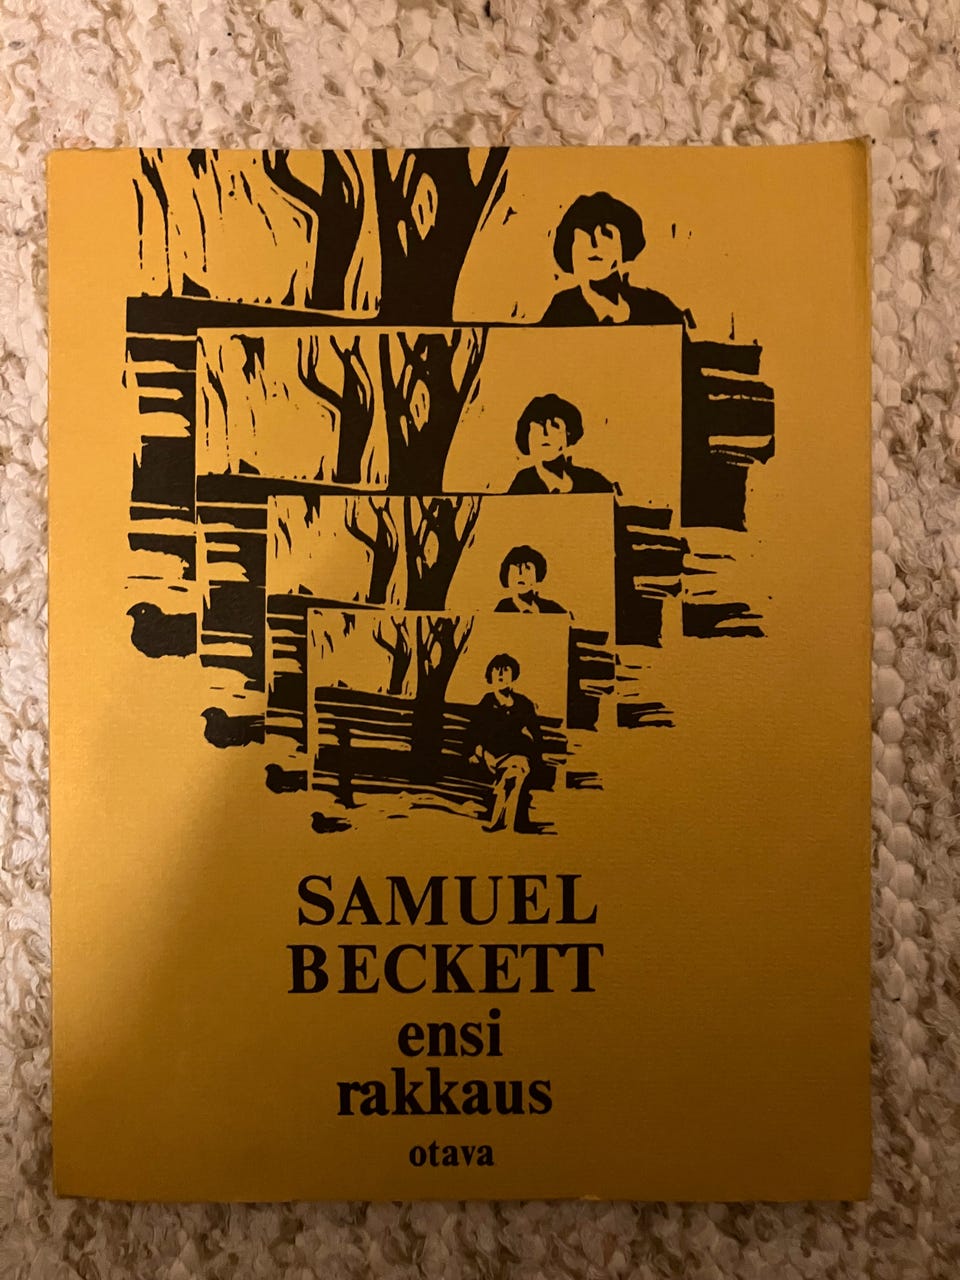 SAMUEL
BECKETT
ensi
rakkaus
otava